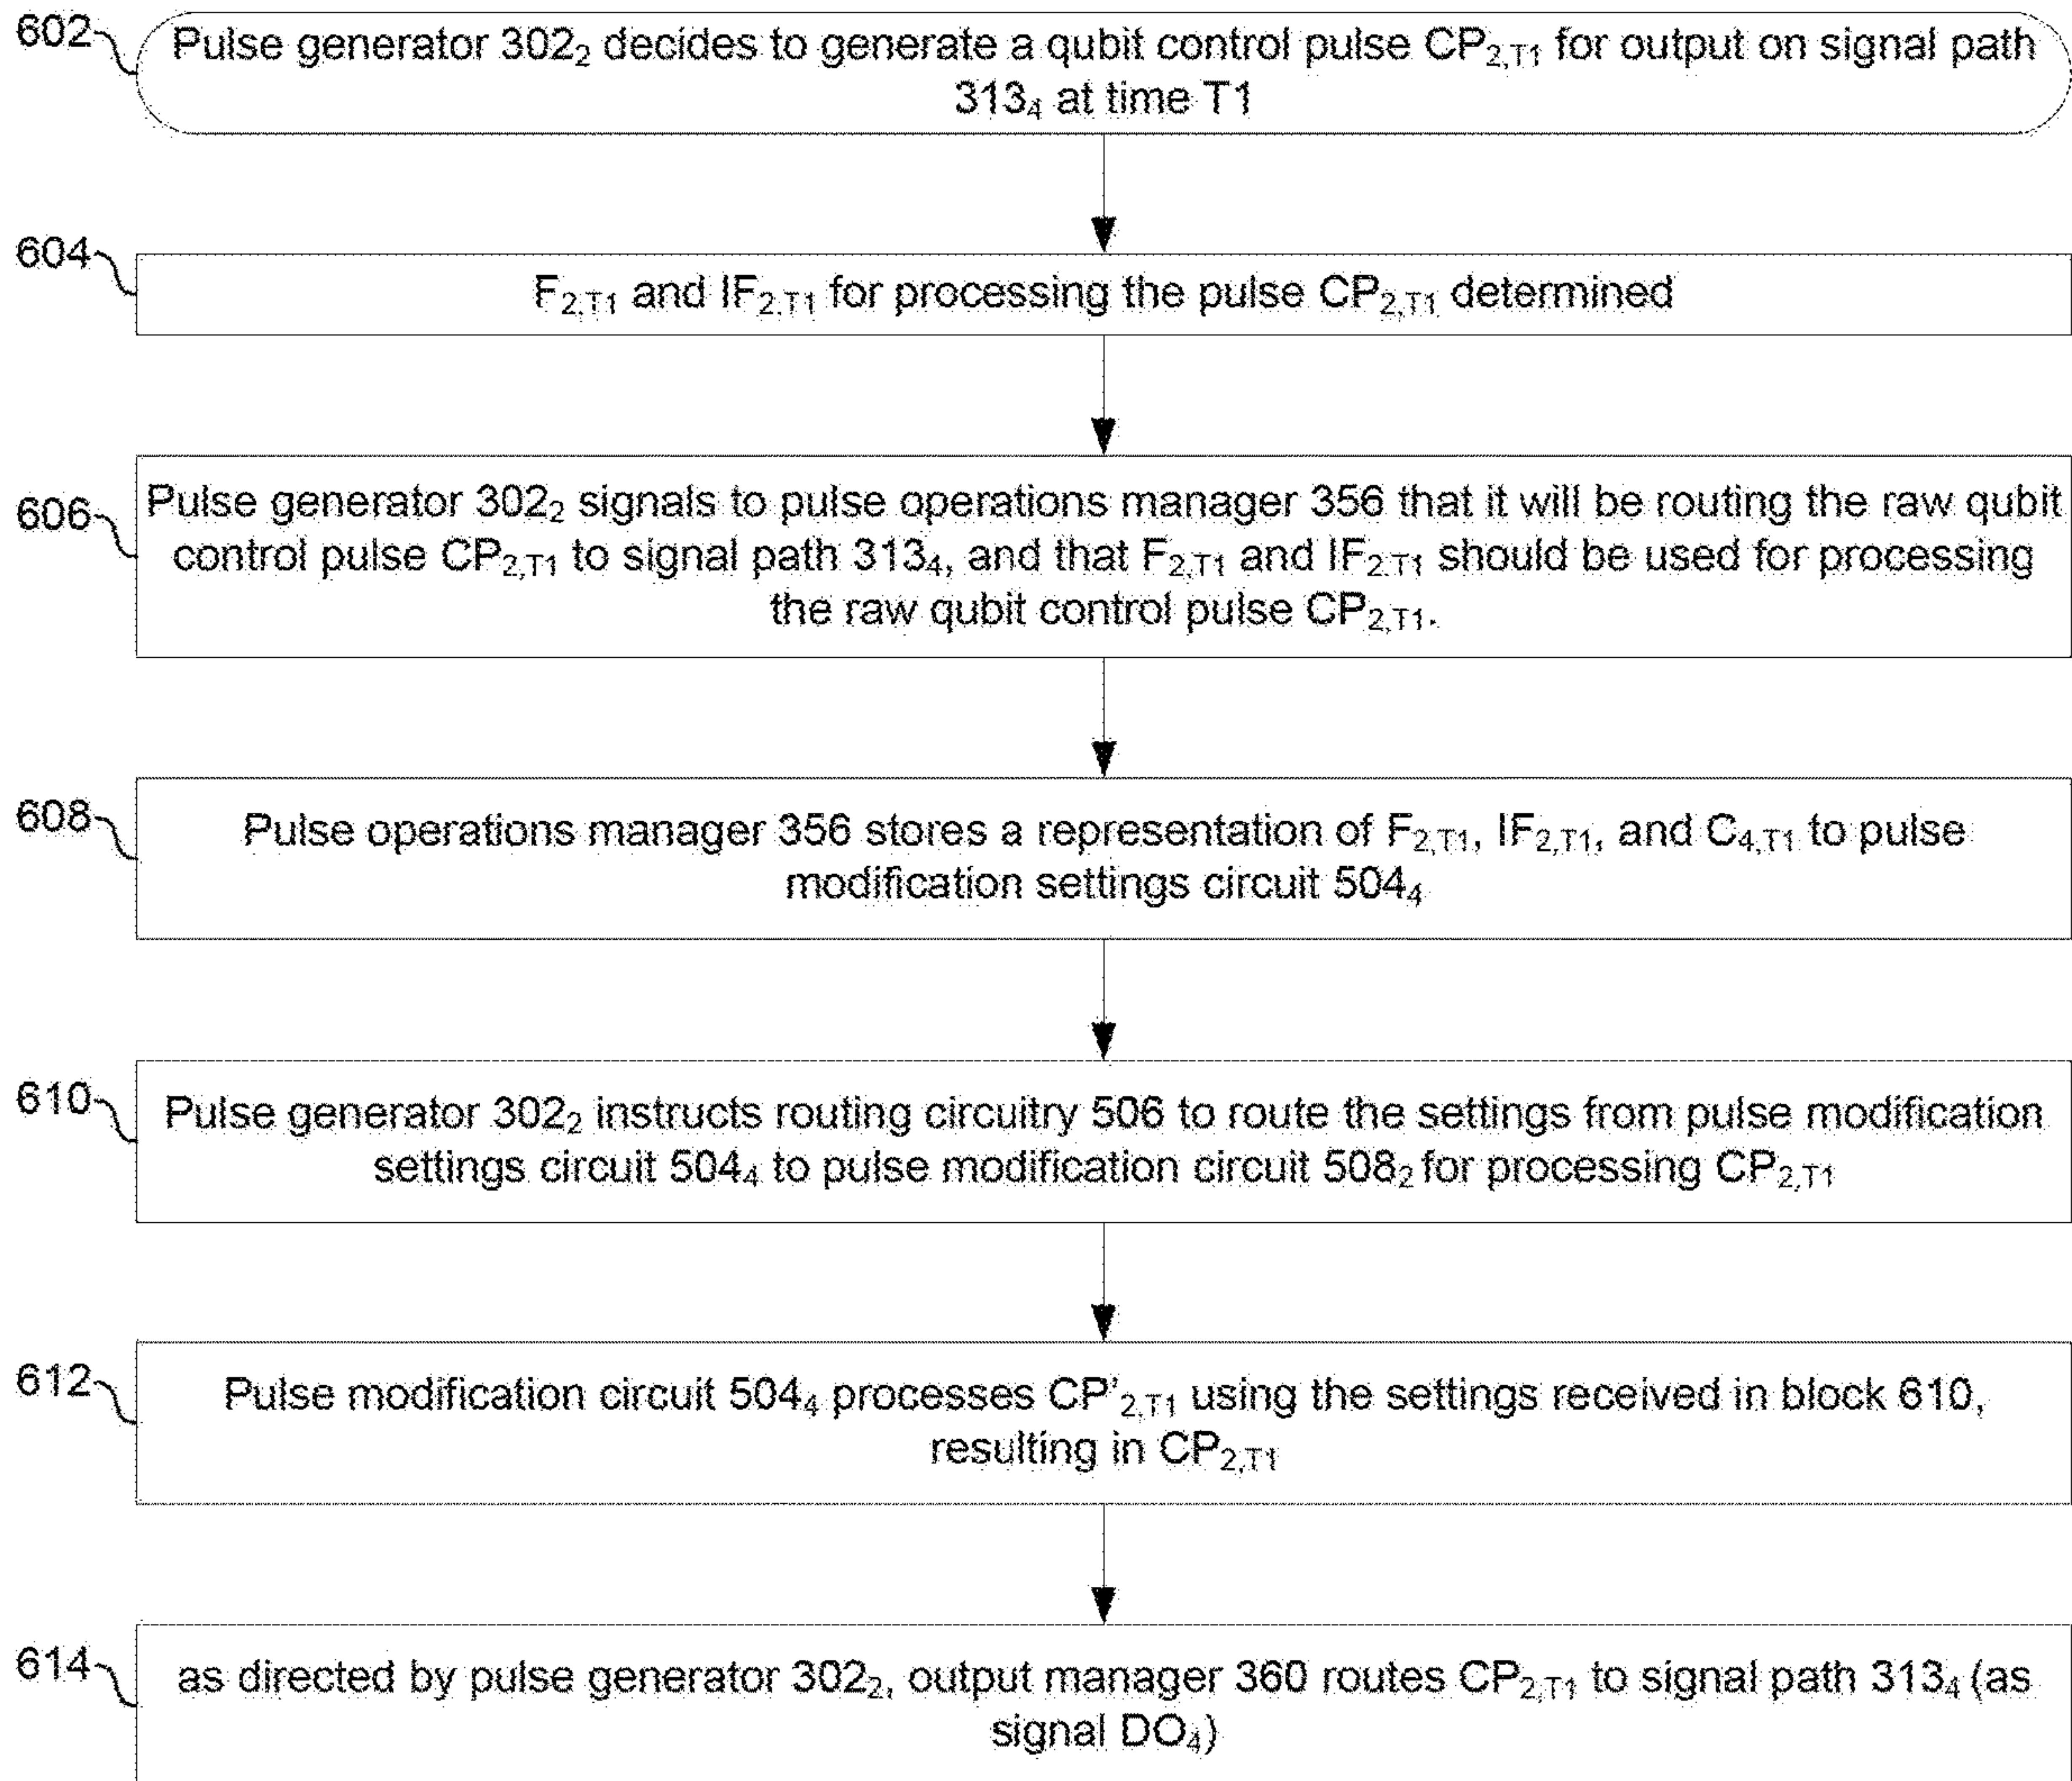 602
Pulse generator 302₂ decides to generate a qubit control pulse CP₂,T₁ for output on signal path
313₄ at time T1
604
F₂,T₁ and IF₂,T₁ for processing the pulse CP₂,T₁ determined
606
Pulse generator 302₂ signals to pulse operations manager 356 that it will be routing the raw qubit
control pulse CP₂,T₁ to signal path 313₄, and that F₂,T₁ and IF₂,T₁ should be used for processing
the raw qubit control pulse CP₂,T₁.
608
Pulse operations manager 356 stores a representation of F₂,T₁, IF₂,T₁, and C₄,T₁ to pulse
modification settings circuit 504₄
610
Pulse generator 302₂ instructs routing circuitry 506 to route the settings from pulse modification
settings circuit 504₄ to pulse modification circuit 508₂ for processing CP₂,T₁
612
Pulse modification circuit 504₄ processes CP'₂,T₁ using the settings received in block 610,
resulting in CP₂,T₁
614
as directed by pulse generator 302₂, output manager 360 routes CP₂,T₁ to signal path 313₄ (as
signal DO₄)